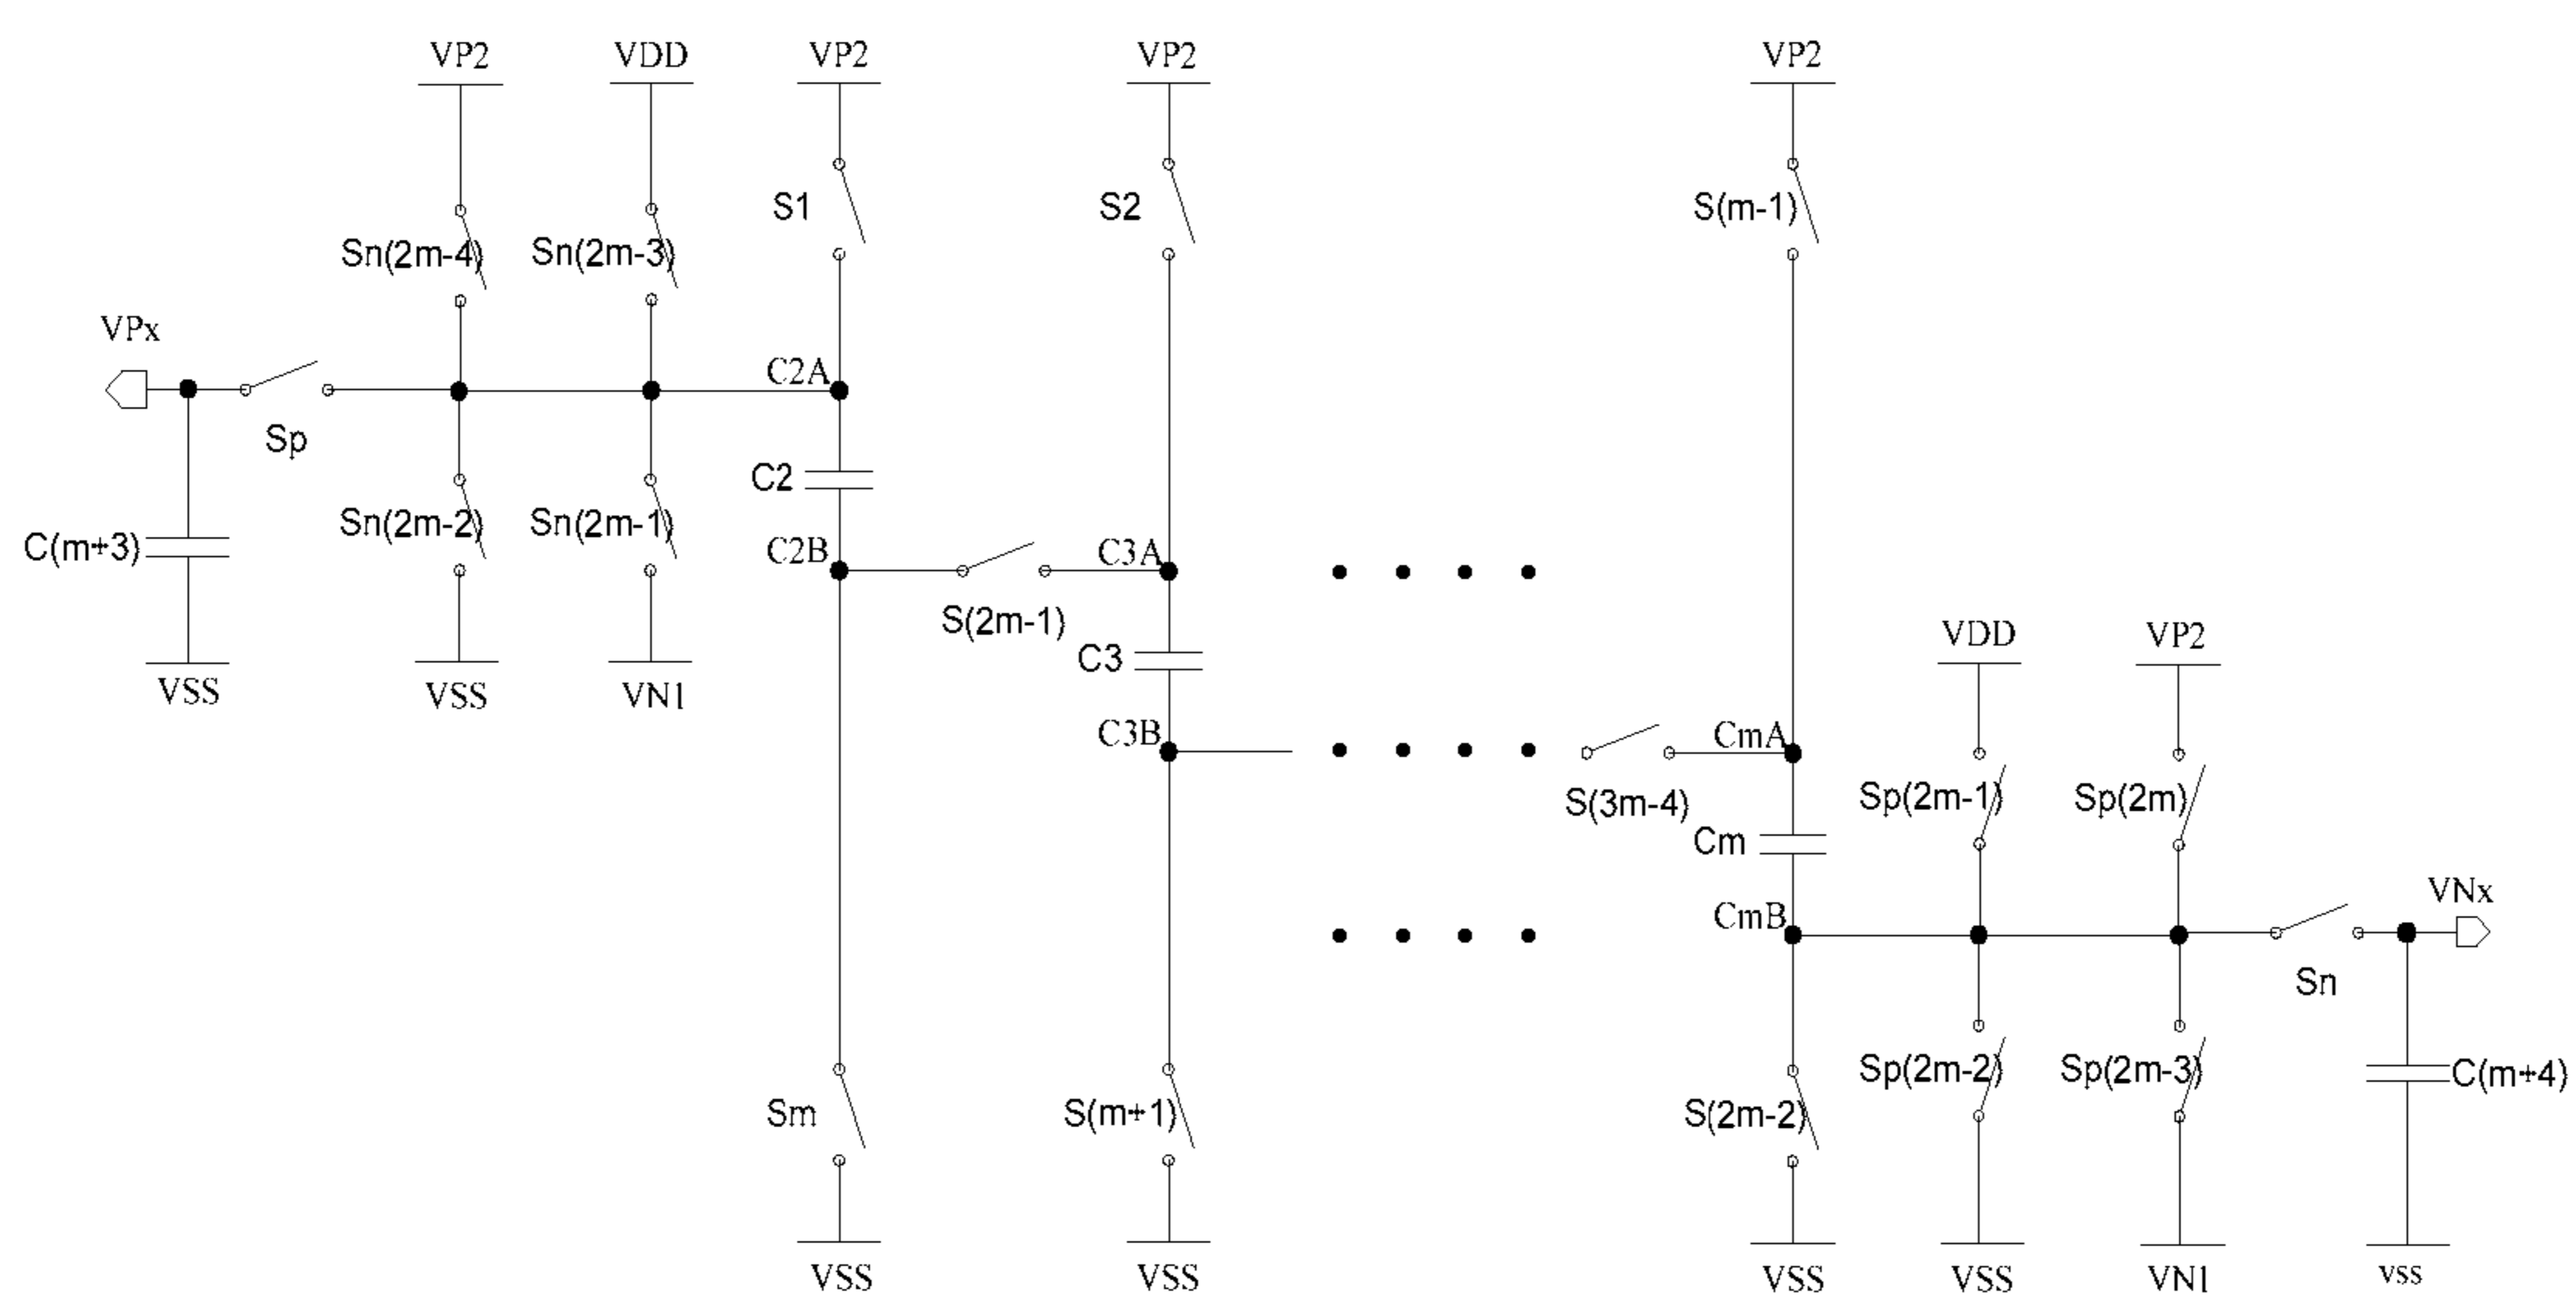 VP2 VDD VP2 VP2 VP2
S1 S2 S(m-1)
Sn(2m-4) Sn(2m-3)
VPx
C2A
Sp
C2
Sn(2m-2) Sn(2m-1)
C(m+3) C2B C3A
S(2m-1) VDD VP2
C3
VSS VSS VN1
C3B CmA
S(3m-4) Sp(2m-1) Sp(2m)
Cm
CmB VNx
Sn
Sp(2m-2) Sp(2m-3) C(m+4)
Sm S(m+1) S(2m-2)
VSS VSS VSS VSS VN1 vss